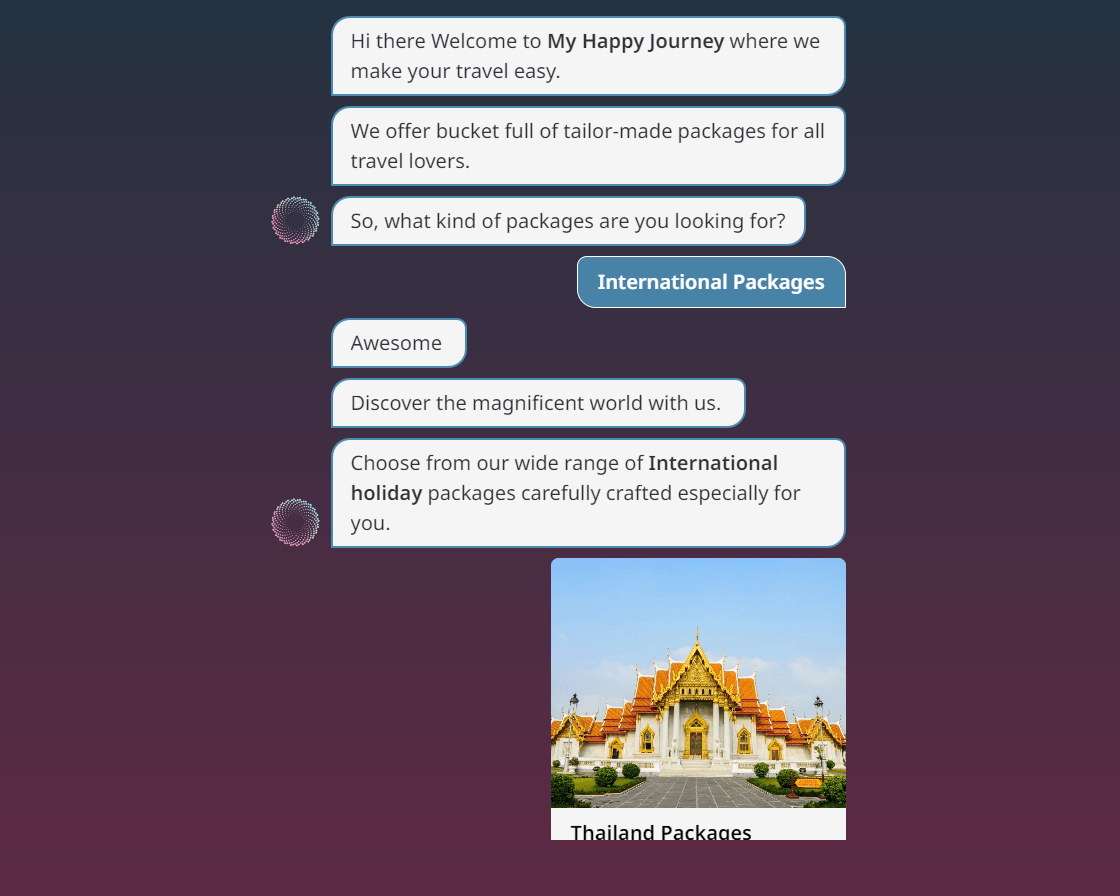 Hi there Welcome to My Happy Journey where we
make your travel easy.
We offer bucket full of tailor-made packages for all
travel lovers.
So, what kind of packages are you looking for?
International Packages
Awesome
Discover the magnificent world with us.
Choose from our wide range of International
holiday packages carefully crafted especially for
you.
Thailand Packages